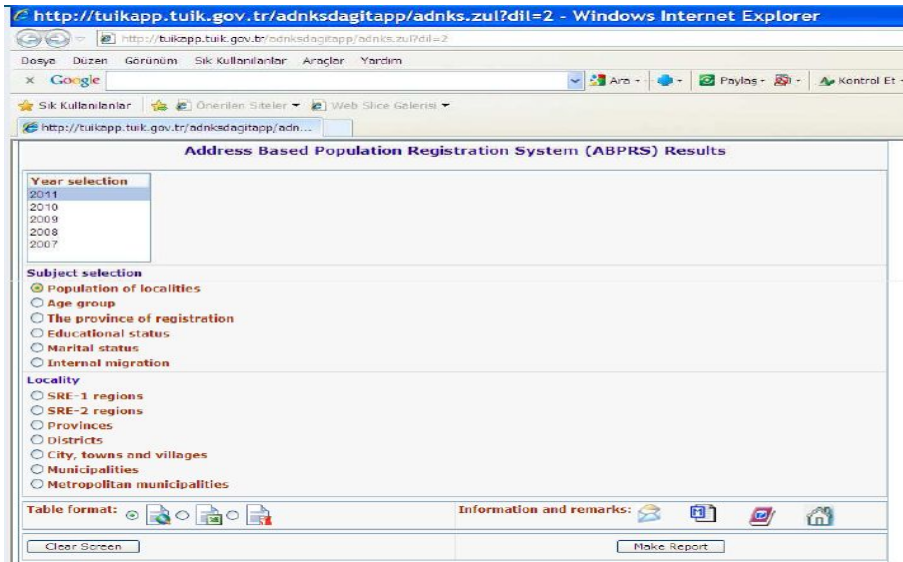 http://tuikapp.tuik.gov.tr/adnksdagitapp/adnks.zul?dil=2 - Windows Internet Explorer
http://tuikapp.tuik.gov.tr/adnksdagitapp/adnks.zul?dil=2
Dosya Düzen Görünüm Sık Kullanılanlar Araçlar Yardım
× Google Ara Paylaş Kontrol Et
Sık Kullanılanlar Önerilen Siteler Web Slice Galerisi
http://tuikapp.tuik.gov.tr/adnksdagitapp/adn...
Address Based Population Registration System (ABPRS) Results
Year selection
2011
2010
2009
2008
2007
Subject selection
Population of localities
Age group
The province of registration
Educational status
Marital status
Internal migration
Locality
SRE-1 regions
SRE-2 regions
Provinces
Districts
City, towns and villages
Municipalities
Metropolitan municipalities
Table format: Information and remarks:
Clear Screen Make Report